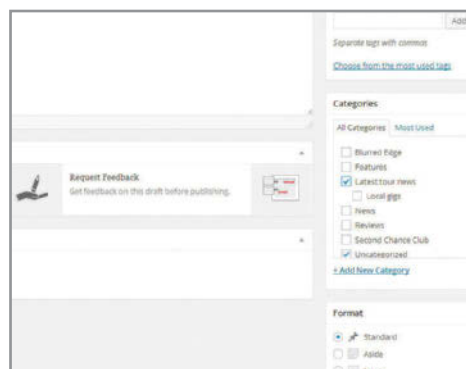 Add
Separate tags with commas
Choose from the most used tags
Categories
All Categories Most Used
Blurred Edge
Features
Latest tour news
Local gigs
News
Reviews
Second Chance Club
Uncategorized
+ Add New Category
Request Feedback
Get feedback on this draft before publishing.
Format
Standard
Aside